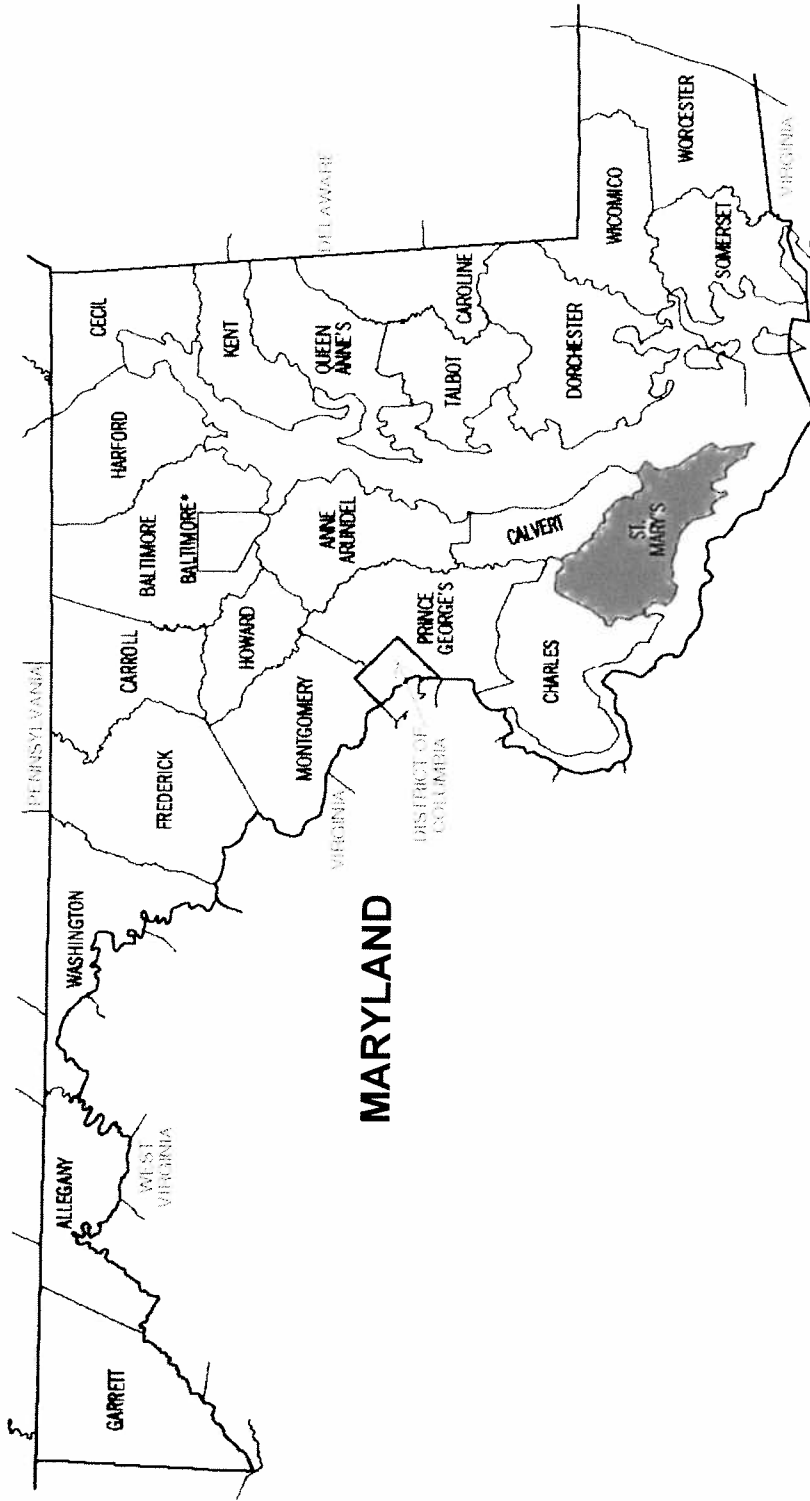 PENNSYLVANIA
GARRETT
ALLEGANY
WASHINGTON
FREDERICK
CARROLL
BALTIMORE
BALTIMORE*
HARFORD
CECIL
KENT
HOWARD
MONTGOMERY
ANNE
ARUNDEL
QUEEN
ANNE'S
DELAWARE
WEST
VIRGINIA
VIRGINIA
DISTRICT OF
COLUMBIA
PRINCE
GEORGE'S
CALVERT
TALBOT
CAROLINE
CHARLES
ST.
MARY'S
DORCHESTER
WICOMICO
WORCESTER
SOMERSET
VIRGINIA
MARYLAND